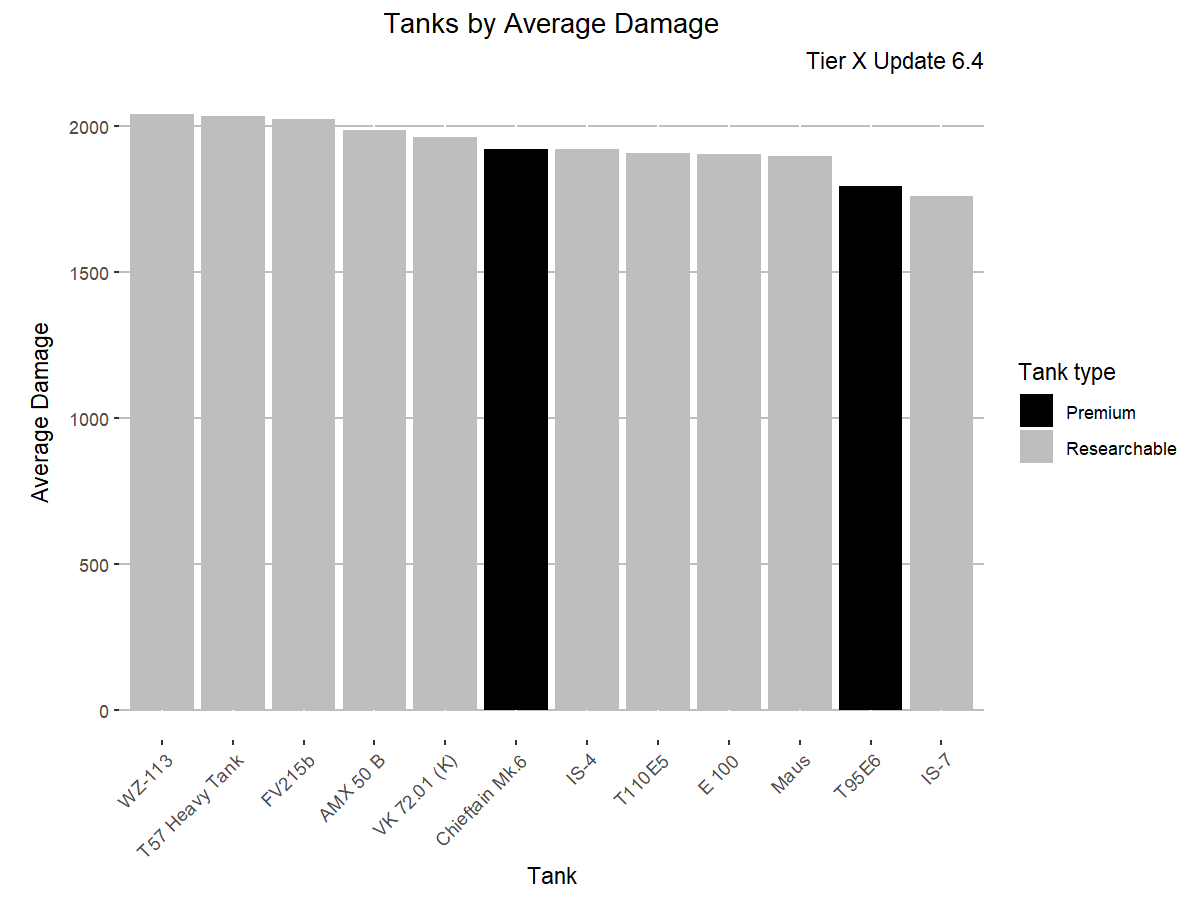 Tanks by Average Damage
Tier X Update 6.4
Average Damage
2000
1500
1000
500
0
WZ-113
T57 Heavy Tank
FV215b
AMX 50 B
VK 72.01 (K)
Chieftain Mk.6
IS-4
T110E5
E 100
Maus
T95E6
IS-7
Tank
Tank type
Premium
Researchable